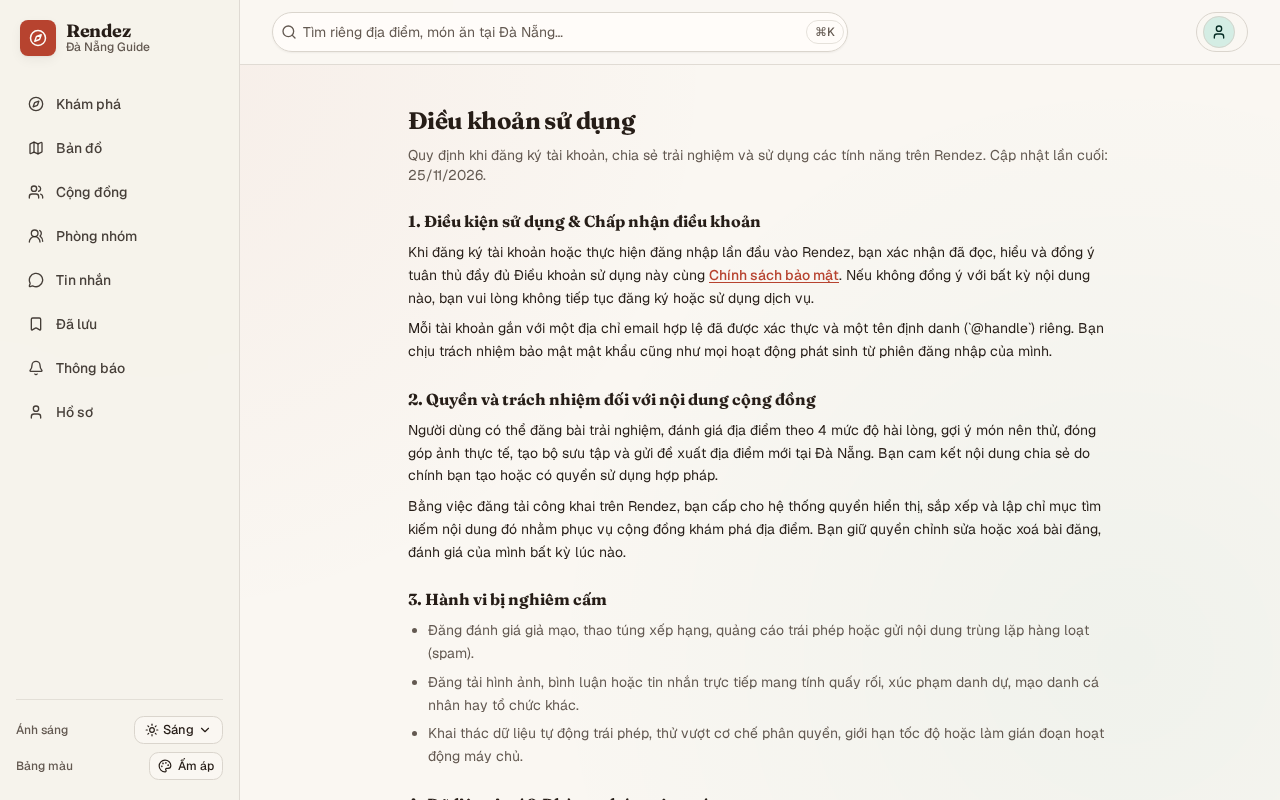 Rendez
Đà Nẵng Guide
Tìm riêng địa điểm, món ăn tại Đà Nẵng...
⌘K
Khám phá
Bản đồ
Cộng đồng
Phòng nhóm
Tin nhắn
Đã lưu
Thông báo
Hồ sơ
Ánh sáng
Sáng
Bảng màu
Ấm áp
Điều khoản sử dụng
Quy định khi đăng ký tài khoản, chia sẻ trải nghiệm và sử dụng các tính năng trên Rendez. Cập nhật lần cuối:
25/11/2026.
1. Điều kiện sử dụng & Chấp nhận điều khoản
Khi đăng ký tài khoản hoặc thực hiện đăng nhập lần đầu vào Rendez, bạn xác nhận đã đọc, hiểu và đồng ý
tuân thủ đầy đủ Điều khoản sử dụng này cùng Chính sách bảo mật. Nếu không đồng ý với bất kỳ nội dung
nào, bạn vui lòng không tiếp tục đăng ký hoặc sử dụng dịch vụ.
Mỗi tài khoản gắn với một địa chỉ email hợp lệ đã được xác thực và một tên định danh (`@handle`) riêng. Bạn
chịu trách nhiệm bảo mật mật khẩu cũng như mọi hoạt động phát sinh từ phiên đăng nhập của mình.
2. Quyền và trách nhiệm đối với nội dung cộng đồng
Người dùng có thể đăng bài trải nghiệm, đánh giá địa điểm theo 4 mức độ hài lòng, gợi ý món nên thử, đóng
góp ảnh thực tế, tạo bộ sưu tập và gửi đề xuất địa điểm mới tại Đà Nẵng. Bạn cam kết nội dung chia sẻ do
chính bạn tạo hoặc có quyền sử dụng hợp pháp.
Bằng việc đăng tải công khai trên Rendez, bạn cấp cho hệ thống quyền hiển thị, sắp xếp và lập chỉ mục tìm
kiếm nội dung đó nhằm phục vụ cộng đồng khám phá địa điểm. Bạn giữ quyền chỉnh sửa hoặc xoá bài đăng,
đánh giá của mình bất kỳ lúc nào.
3. Hành vi bị nghiêm cấm
Đăng đánh giá giả mạo, thao túng xếp hạng, quảng cáo trái phép hoặc gửi nội dung trùng lặp hàng loạt
(spam).
Đăng tải hình ảnh, bình luận hoặc tin nhắn trực tiếp mang tính quấy rối, xúc phạm danh dự, mạo danh cá
nhân hay tổ chức khác.
Khai thác dữ liệu tự động trái phép, thử vượt cơ chế phân quyền, giới hạn tốc độ hoặc làm gián đoạn hoạt
động máy chủ.